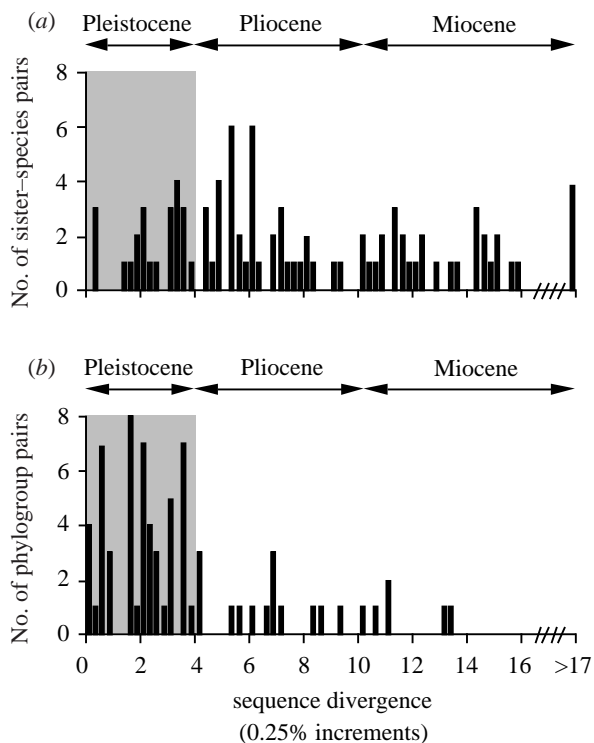 (a) Pleistocene Pliocene Miocene
No. of sister–species pairs
8
6
4
2
0
(b) Pleistocene Pliocene Miocene
No. of phylogroup pairs
8
6
4
2
0
0 2 4 6 8 10 12 14 16 >17
sequence divergence
(0.25% increments)